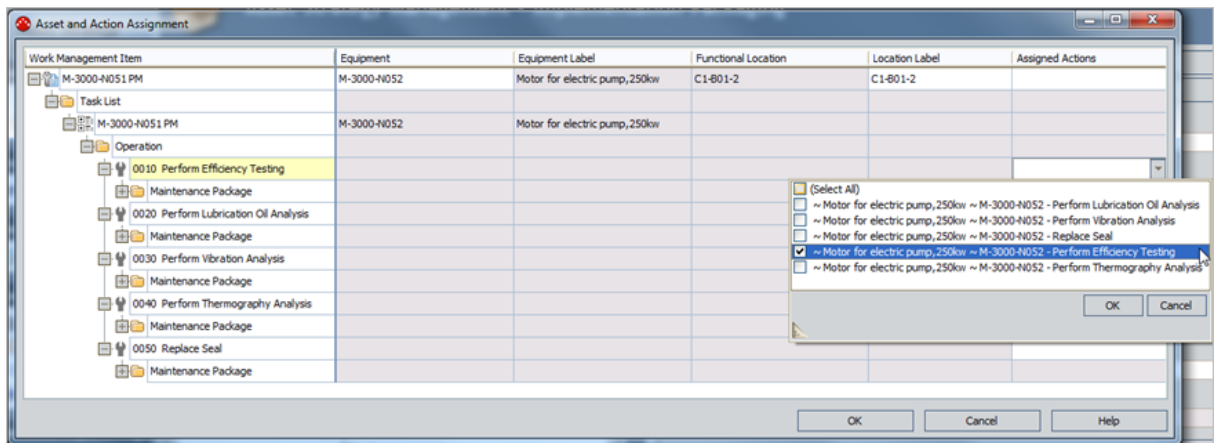 Asset and Action Assignment
Work Management Item Equipment Equipment Label Functional Location Location Label Assigned Actions
M-3000-N051 PM M-3000-N052 Motor for electric pump,250kw C1-B01-2 C1-B01-2
Task List
M-3000-N051 PM M-3000-N052 Motor for electric pump,250kw
Operation
0010 Perform Efficiency Testing
Maintenance Package
0020 Perform Lubrication Oil Analysis
Maintenance Package
0030 Perform Vibration Analysis
Maintenance Package
0040 Perform Thermography Analysis
Maintenance Package
0050 Replace Seal
Maintenance Package
(Select All)
~ Motor for electric pump,250kw ~ M-3000-N052 - Perform Lubrication Oil Analysis
~ Motor for electric pump,250kw ~ M-3000-N052 - Perform Vibration Analysis
~ Motor for electric pump,250kw ~ M-3000-N052 - Replace Seal
~ Motor for electric pump,250kw ~ M-3000-N052 - Perform Efficiency Testing
~ Motor for electric pump,250kw ~ M-3000-N052 - Perform Thermography Analysis
OK Cancel
OK Cancel Help